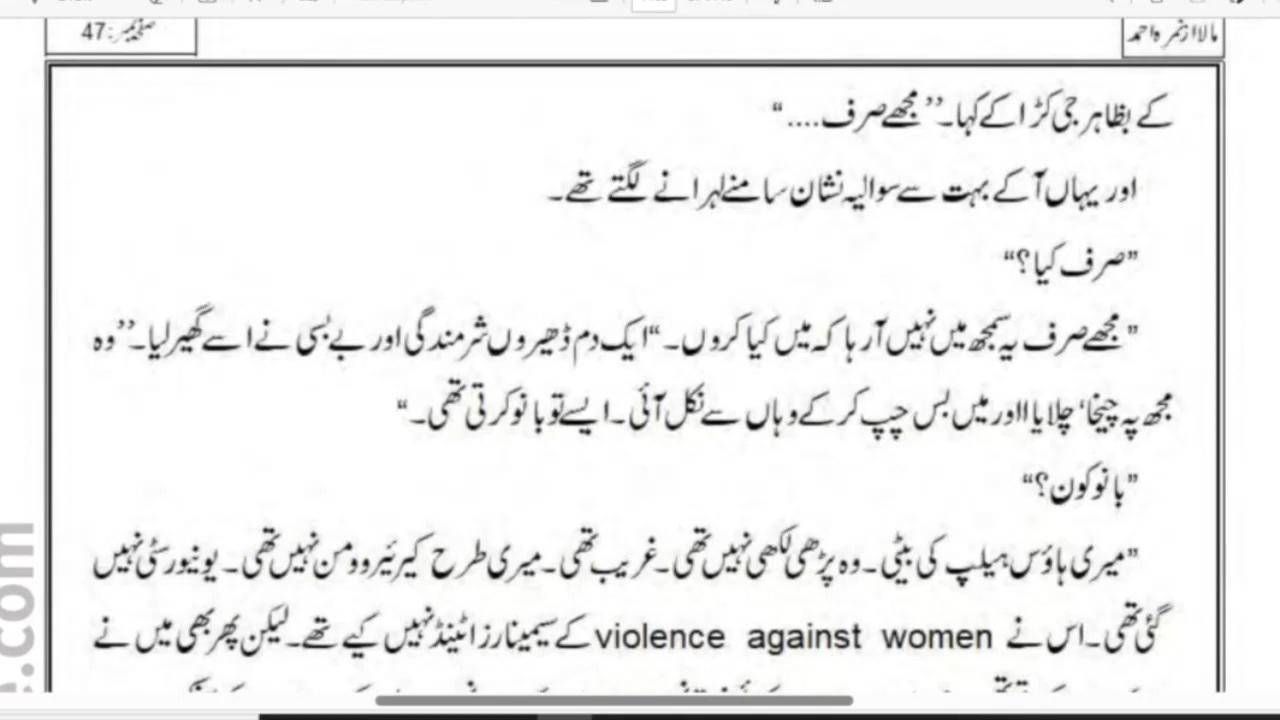 مالا از نمرہ احمد
صفحہ نمبر: 47
کے بظاہر جی کڑا کے کہا۔ ’’مجھے صرف....‘‘
اور یہاں آ کے بہت سے سوالیہ نشان سامنے لہرانے لگتے تھے۔
’’صرف کیا؟‘‘
’’مجھے صرف یہ سمجھ میں نہیں آ رہا کہ میں کیا کروں۔‘‘ ایک دم ڈھیروں شرمندگی اور بے بسی نے اسے گھیر لیا۔ ’’وہ
مجھ پہ چیخا‘ چلایا ااور میں بس چپ کر کے وہاں سے نکل آئی۔ ایسے تو بانو کرتی تھی۔‘‘
’’بانو کون؟‘‘
’’میری ہاؤس ہیلپ کی بیٹی۔ وہ پڑھی لکھی نہیں تھی۔ غریب تھی۔ میری طرح کیرئیر وومن نہیں تھی۔ یونیورسٹی نہیں
گئی تھی۔ اس نے violence against women کے سیمینارز اٹینڈ نہیں کیے تھے۔ لیکن پھر بھی میں نے
.com